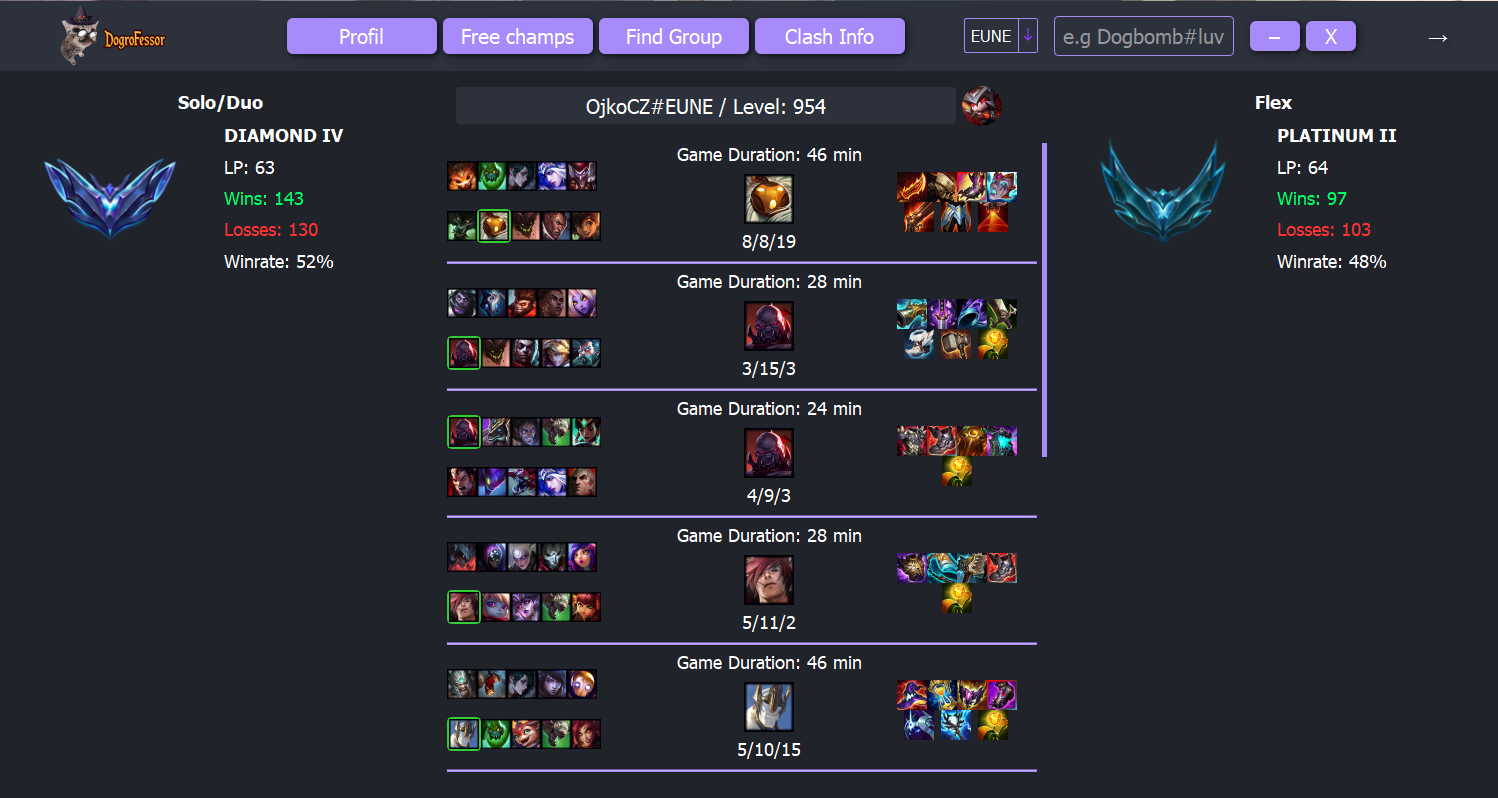 DogroFessor
Profil
Free champs
Find Group
Clash Info
EUNE ↓
e.g Dogbomb#luv
–
X
→
Solo/Duo
DIAMOND IV
LP: 63
Wins: 143
Losses: 130
Winrate: 52%
OjkoCZ#EUNE / Level: 954
Game Duration: 46 min
8/8/19
Game Duration: 28 min
3/15/3
Game Duration: 24 min
4/9/3
Game Duration: 28 min
5/11/2
Game Duration: 46 min
5/10/15
Flex
PLATINUM II
LP: 64
Wins: 97
Losses: 103
Winrate: 48%